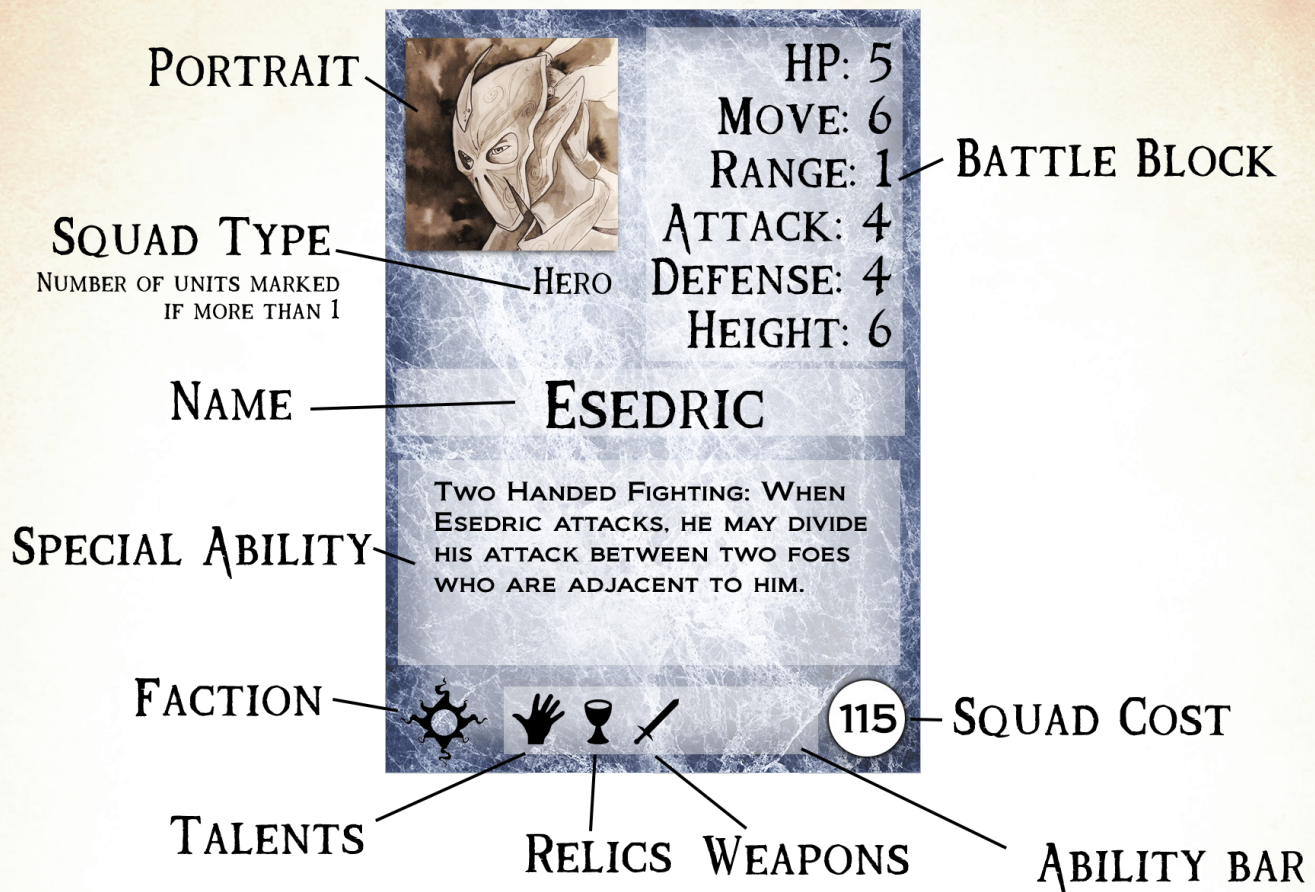 Portrait
HP: 5
Move: 6
Range: 1
Battle Block
Attack: 4
Squad Type
Number of units marked
if more than 1
Hero
Defense: 4
Height: 6
Name
Esedric
Two Handed Fighting: When
Esedric attacks, he may divide
his attack between two foes
who are adjacent to him.
Special Ability
Faction
115
Squad Cost
Talents
Relics
Weapons
Ability bar